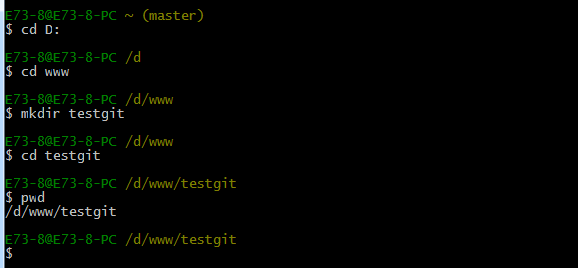 E73-8@E73-8-PC ~ (master)
$ cd D:
E73-8@E73-8-PC /d
$ cd www
E73-8@E73-8-PC /d/www
$ mkdir testgit
E73-8@E73-8-PC /d/www
$ cd testgit
E73-8@E73-8-PC /d/www/testgit
$ pwd
/d/www/testgit
E73-8@E73-8-PC /d/www/testgit
$